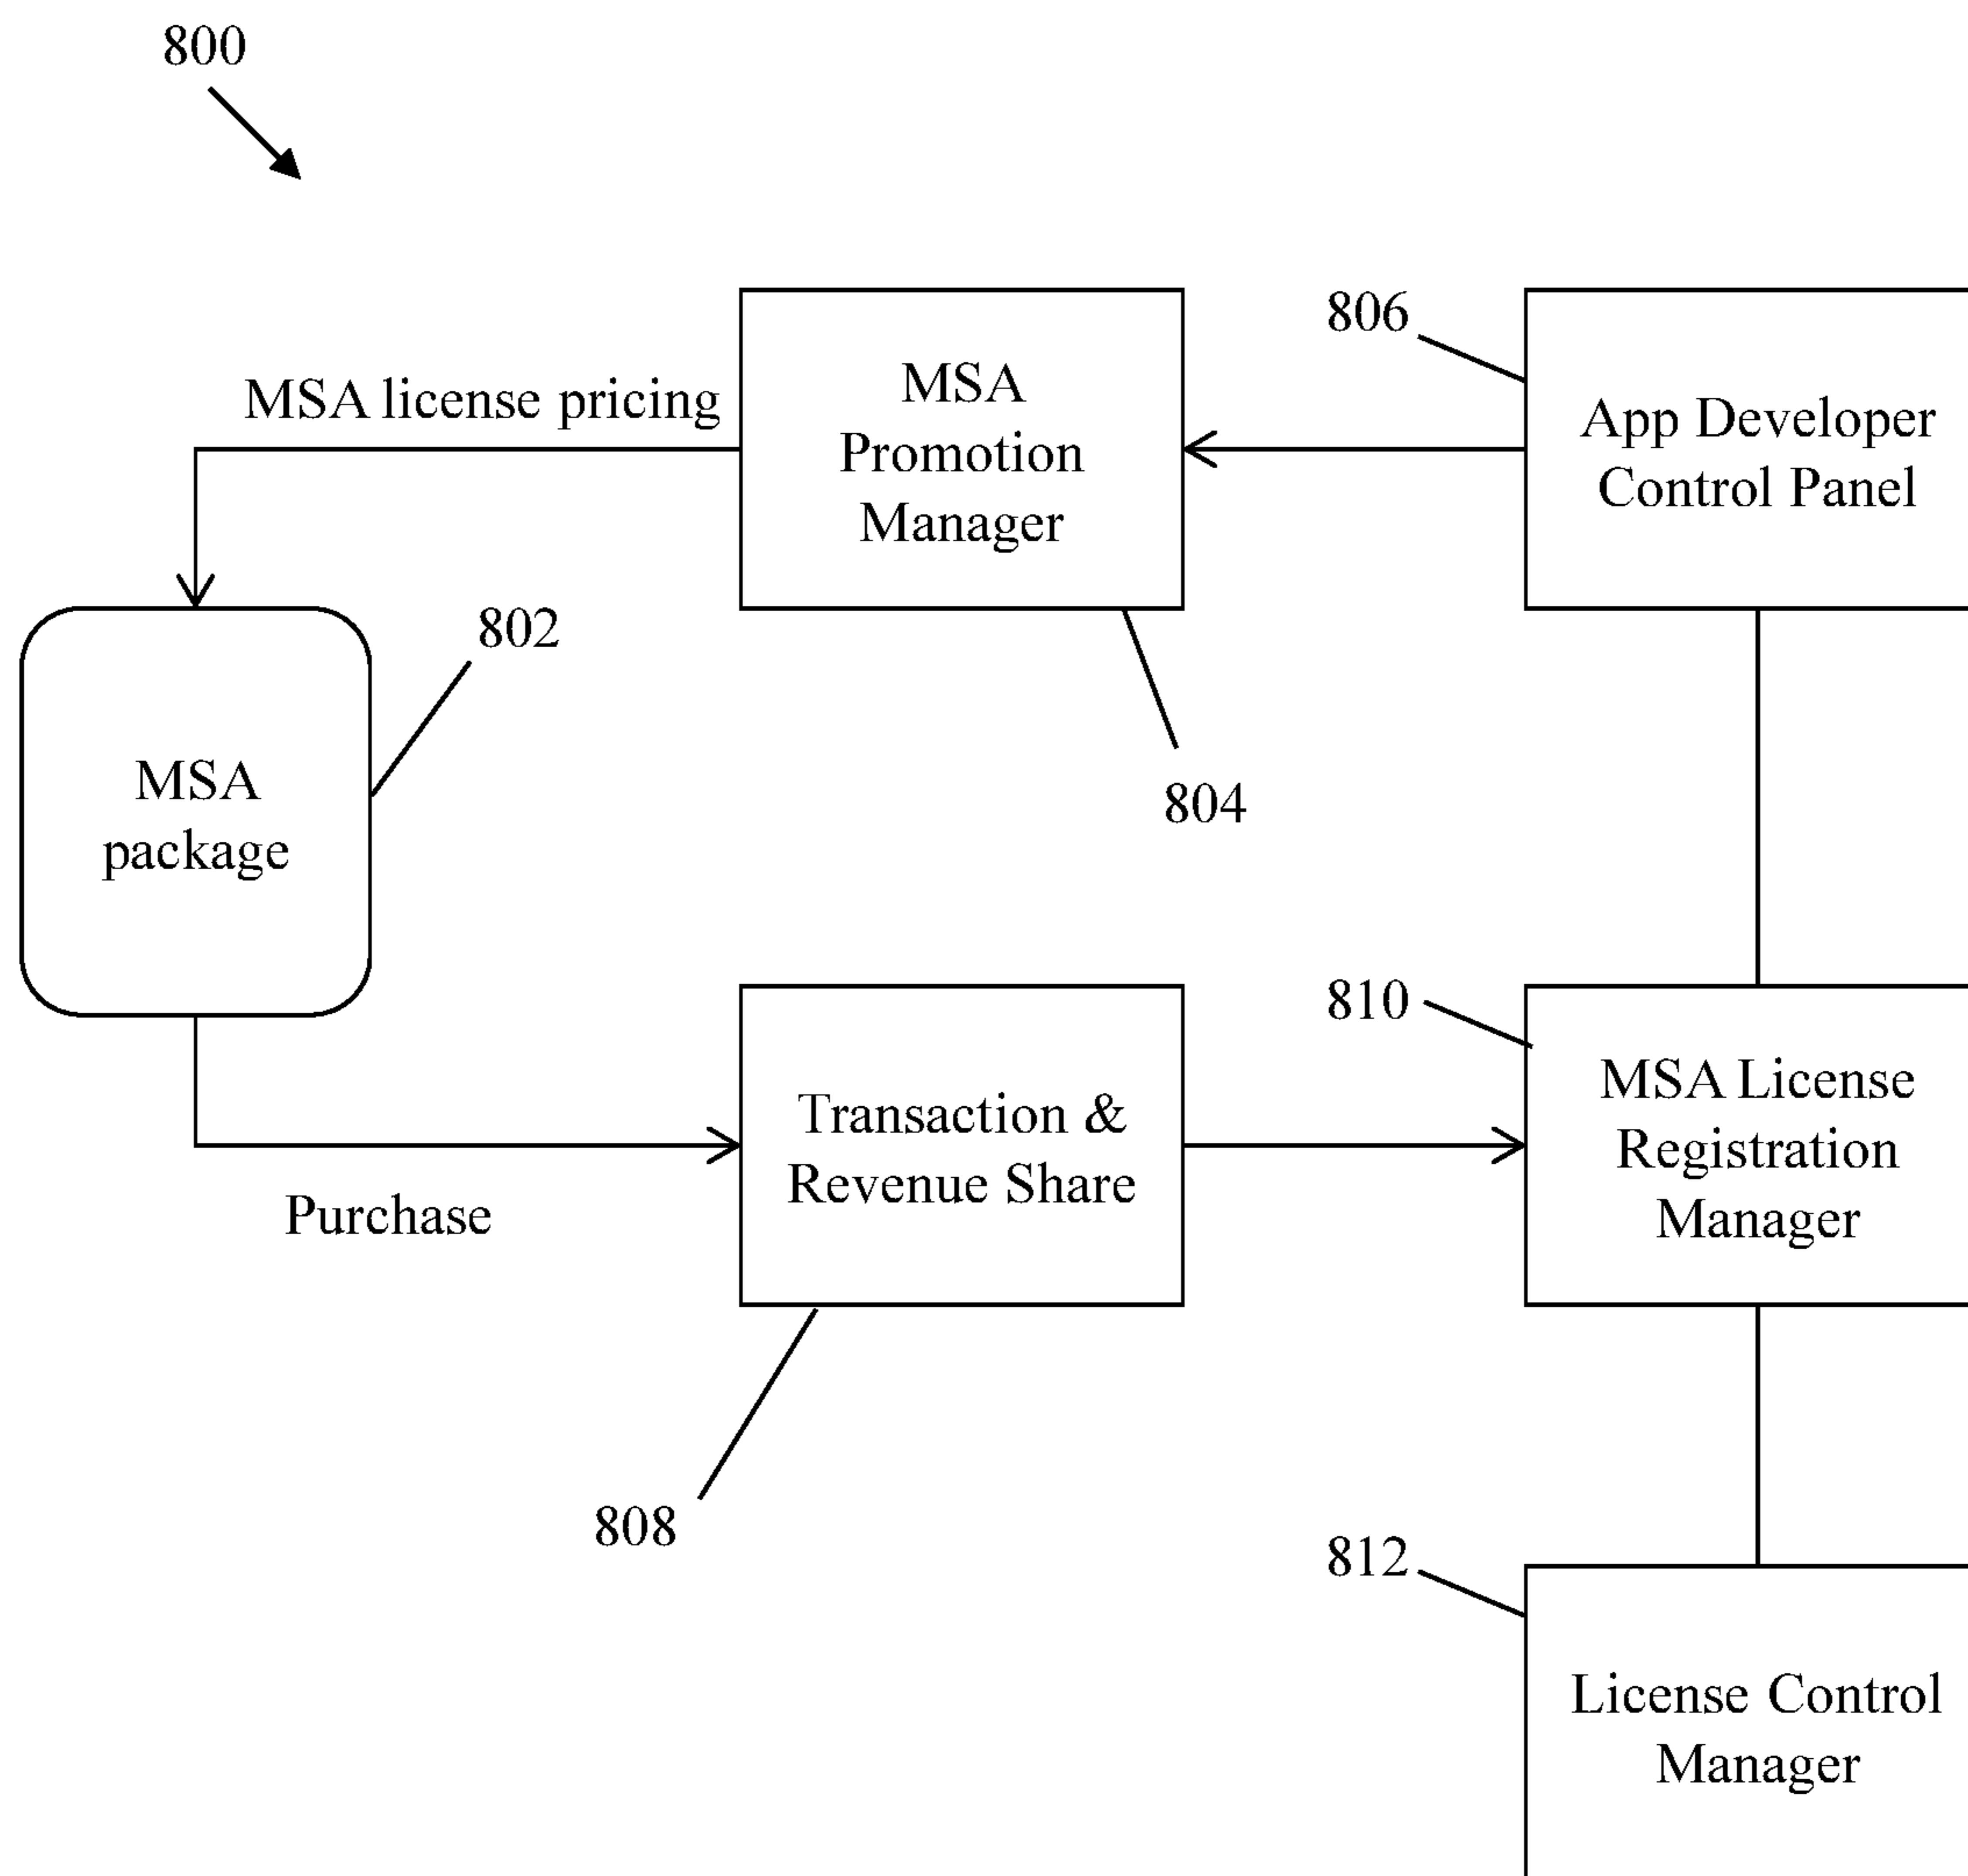 800
806
MSA
Promotion
Manager
App Developer
Control Panel
MSA license pricing
802
804
MSA
package
810
Transaction &
Revenue Share
MSA License
Registration
Manager
Purchase
808
812
License Control
Manager